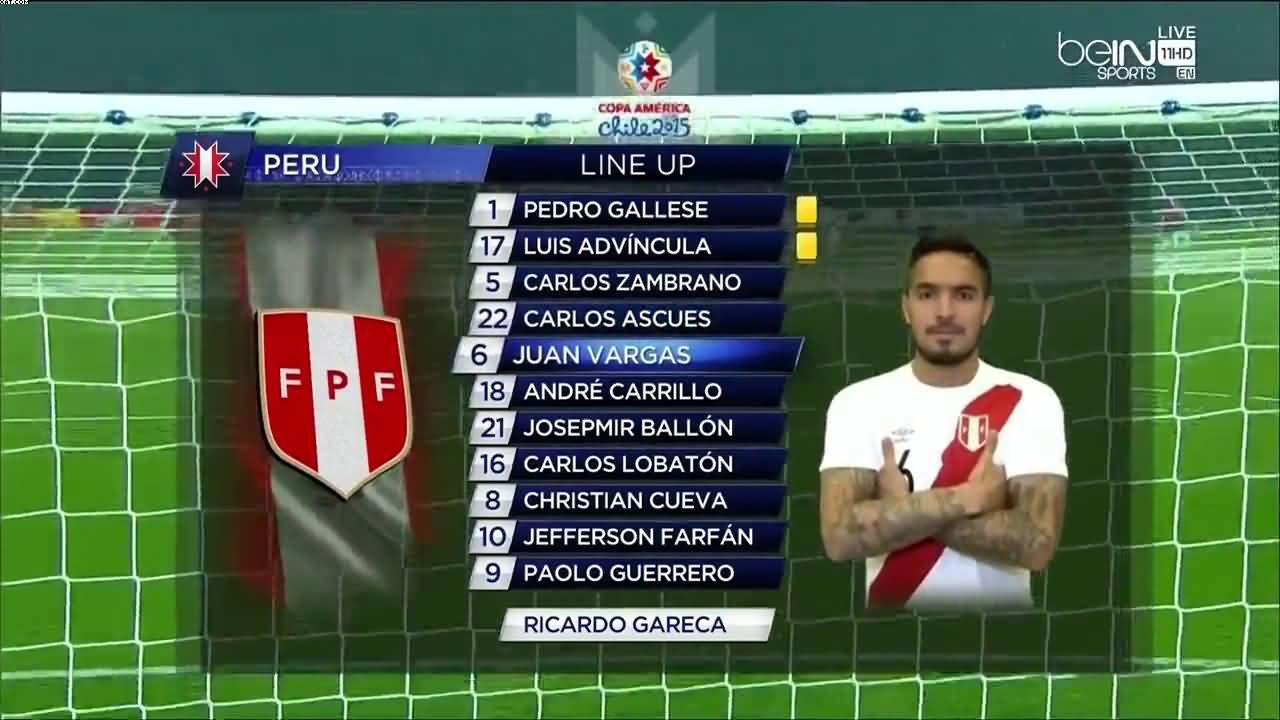 LIVE
beIN 11HD
SPORTS EN
COPA AMÉRICA
Chile2015
PERU
LINE UP
1 PEDRO GALLESE
17 LUIS ADVÍNCULA
5 CARLOS ZAMBRANO
22 CARLOS ASCUES
6 JUAN VARGAS
18 ANDRÉ CARRILLO
21 JOSEPMIR BALLÓN
16 CARLOS LOBATÓN
8 CHRISTIAN CUEVA
10 JEFFERSON FARFÁN
9 PAOLO GUERRERO
RICARDO GARECA
FPF
6